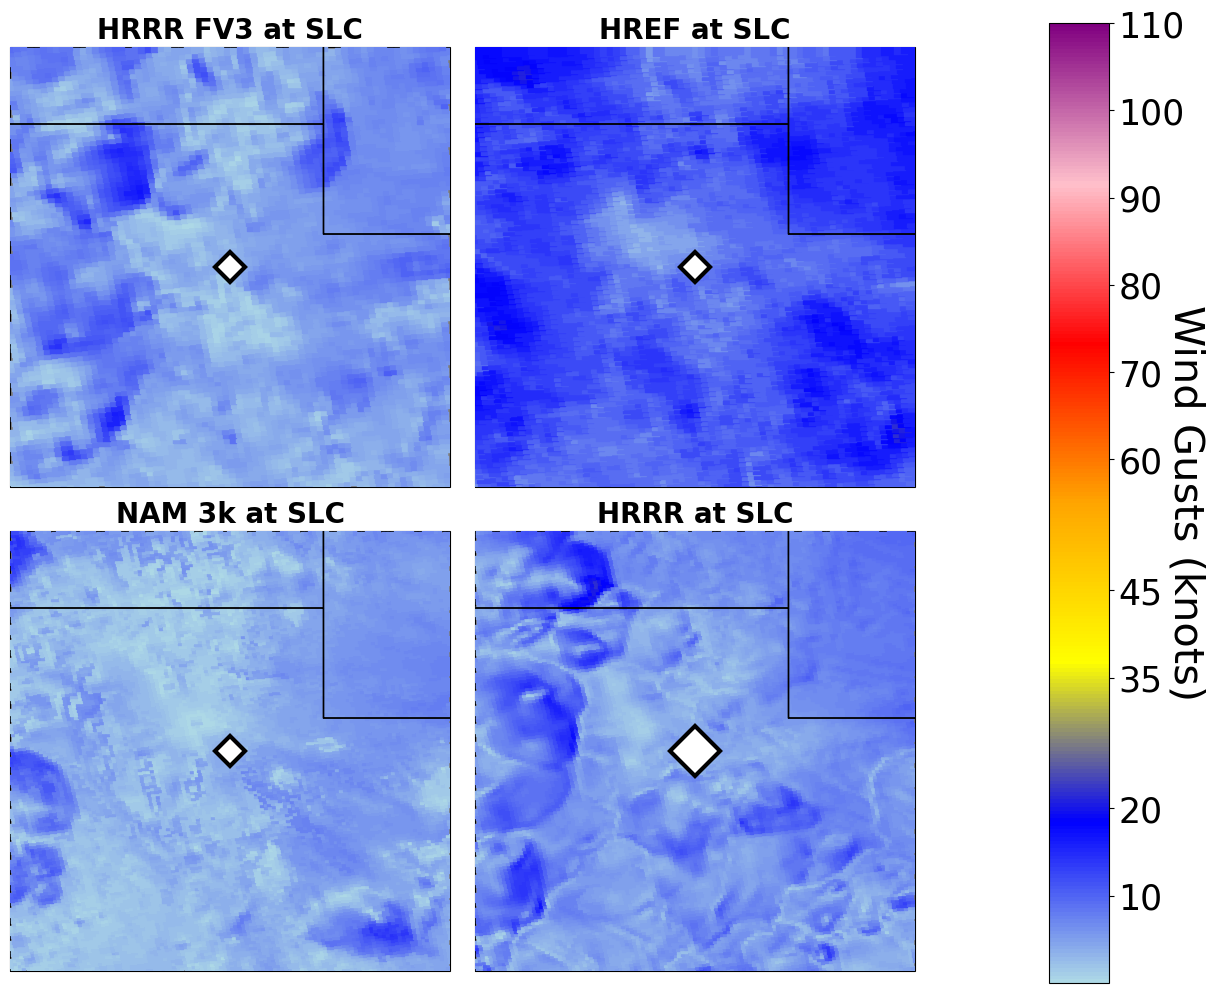 HRRR FV3 at SLC
HREF at SLC
NAM 3k at SLC
HRRR at SLC
110
100
90
80
70
60
45
35
20
10
Wind Gusts (knots)